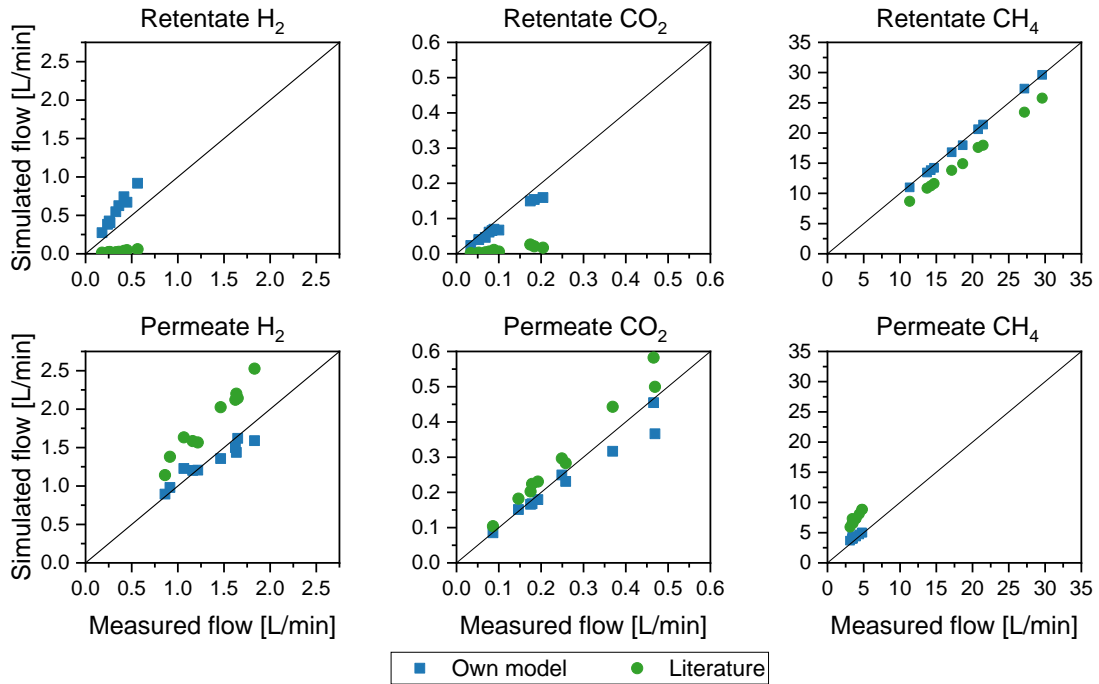 Retentate H₂
Retentate CO₂
Retentate CH₄
Simulated flow [L/min]
2.5
2.0
1.5
1.0
0.5
0.0
0.0 0.5 1.0 1.5 2.0 2.5
0.6
0.5
0.4
0.3
0.2
0.1
0.0
0.0 0.1 0.2 0.3 0.4 0.5 0.6
35
30
25
20
15
10
5
0
0 5 10 15 20 25 30 35
Permeate H₂
Permeate CO₂
Permeate CH₄
Simulated flow [L/min]
2.5
2.0
1.5
1.0
0.5
0.0
0.0 0.5 1.0 1.5 2.0 2.5
0.6
0.5
0.4
0.3
0.2
0.1
0.0
0.0 0.1 0.2 0.3 0.4 0.5 0.6
35
30
25
20
15
10
5
0
0 5 10 15 20 25 30 35
Measured flow [L/min]
Measured flow [L/min]
Measured flow [L/min]
Own model
Literature